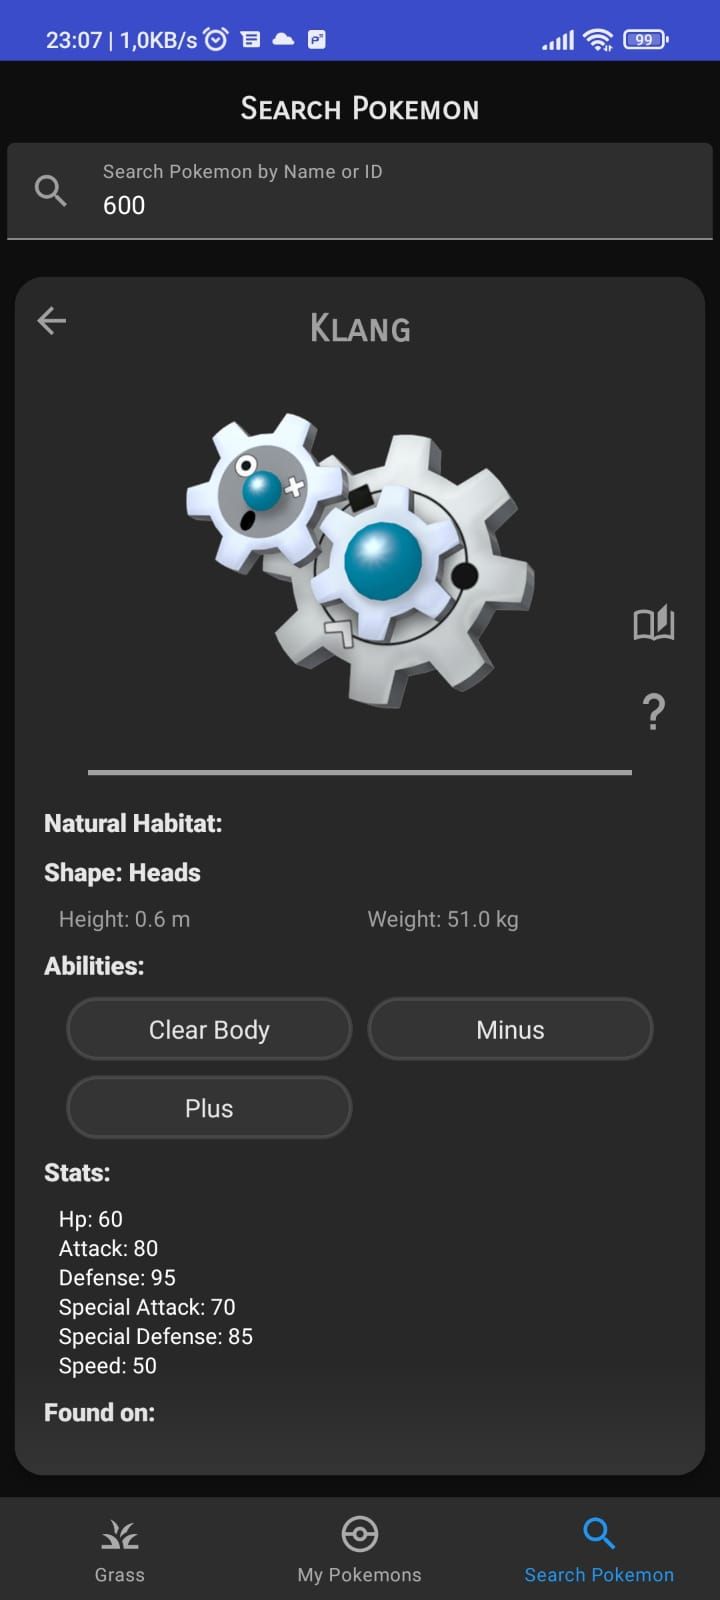 23:07 | 1,0KB/s
99
Search Pokemon
Search Pokemon by Name or ID
600
Klang
?
Natural Habitat:
Shape: Heads
Height: 0.6 m Weight: 51.0 kg
Abilities:
Clear Body Minus
Plus
Stats:
Hp: 60
Attack: 80
Defense: 95
Special Attack: 70
Special Defense: 85
Speed: 50
Found on:
Grass My Pokemons Search Pokemon